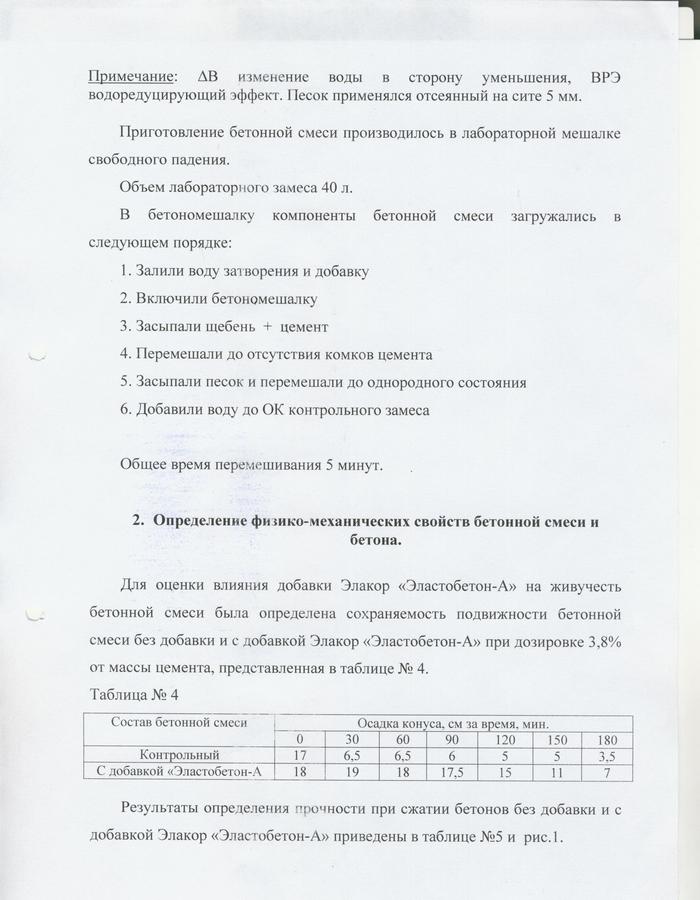 Примечание: ΔВ изменение воды в сторону уменьшения, ВРЭ
водоредуцирующий эффект. Песок применялся отсеянный на сите 5 мм.
Приготовление бетонной смеси производилось в лабораторной мешалке
свободного падения.
Объем лабораторного замеса 40 л.
В бетономешалку компоненты бетонной смеси загружались в
следующем порядке:
1. Залили воду затворения и добавку
2. Включили бетономешалку
3. Засыпали щебень + цемент
4. Перемешали до отсутствия комков цемента
5. Засыпали песок и перемешали до однородного состояния
6. Добавили воду до ОК контрольного замеса
Общее время перемешивания 5 минут.
2. Определение физико-механических свойств бетонной смеси и
бетона.
Для оценки влияния добавки Элакор «Эластобетон-А» на живучесть
бетонной смеси была определена сохраняемость подвижности бетонной
смеси без добавки и с добавкой Элакор «Эластобетон-А» при дозировке 3,8%
от массы цемента, представленная в таблице № 4.
Таблица № 4
Состав бетонной смеси Осадка конуса, см за время, мин.
0 30 60 90 120 150 180
Контрольный 17 6,5 6,5 6 5 5 3,5
С добавкой «Эластобетон-А 18 19 18 17,5 15 11 7
Результаты определения прочности при сжатии бетонов без добавки и с
добавкой Элакор «Эластобетон-А» приведены в таблице №5 и рис.1.